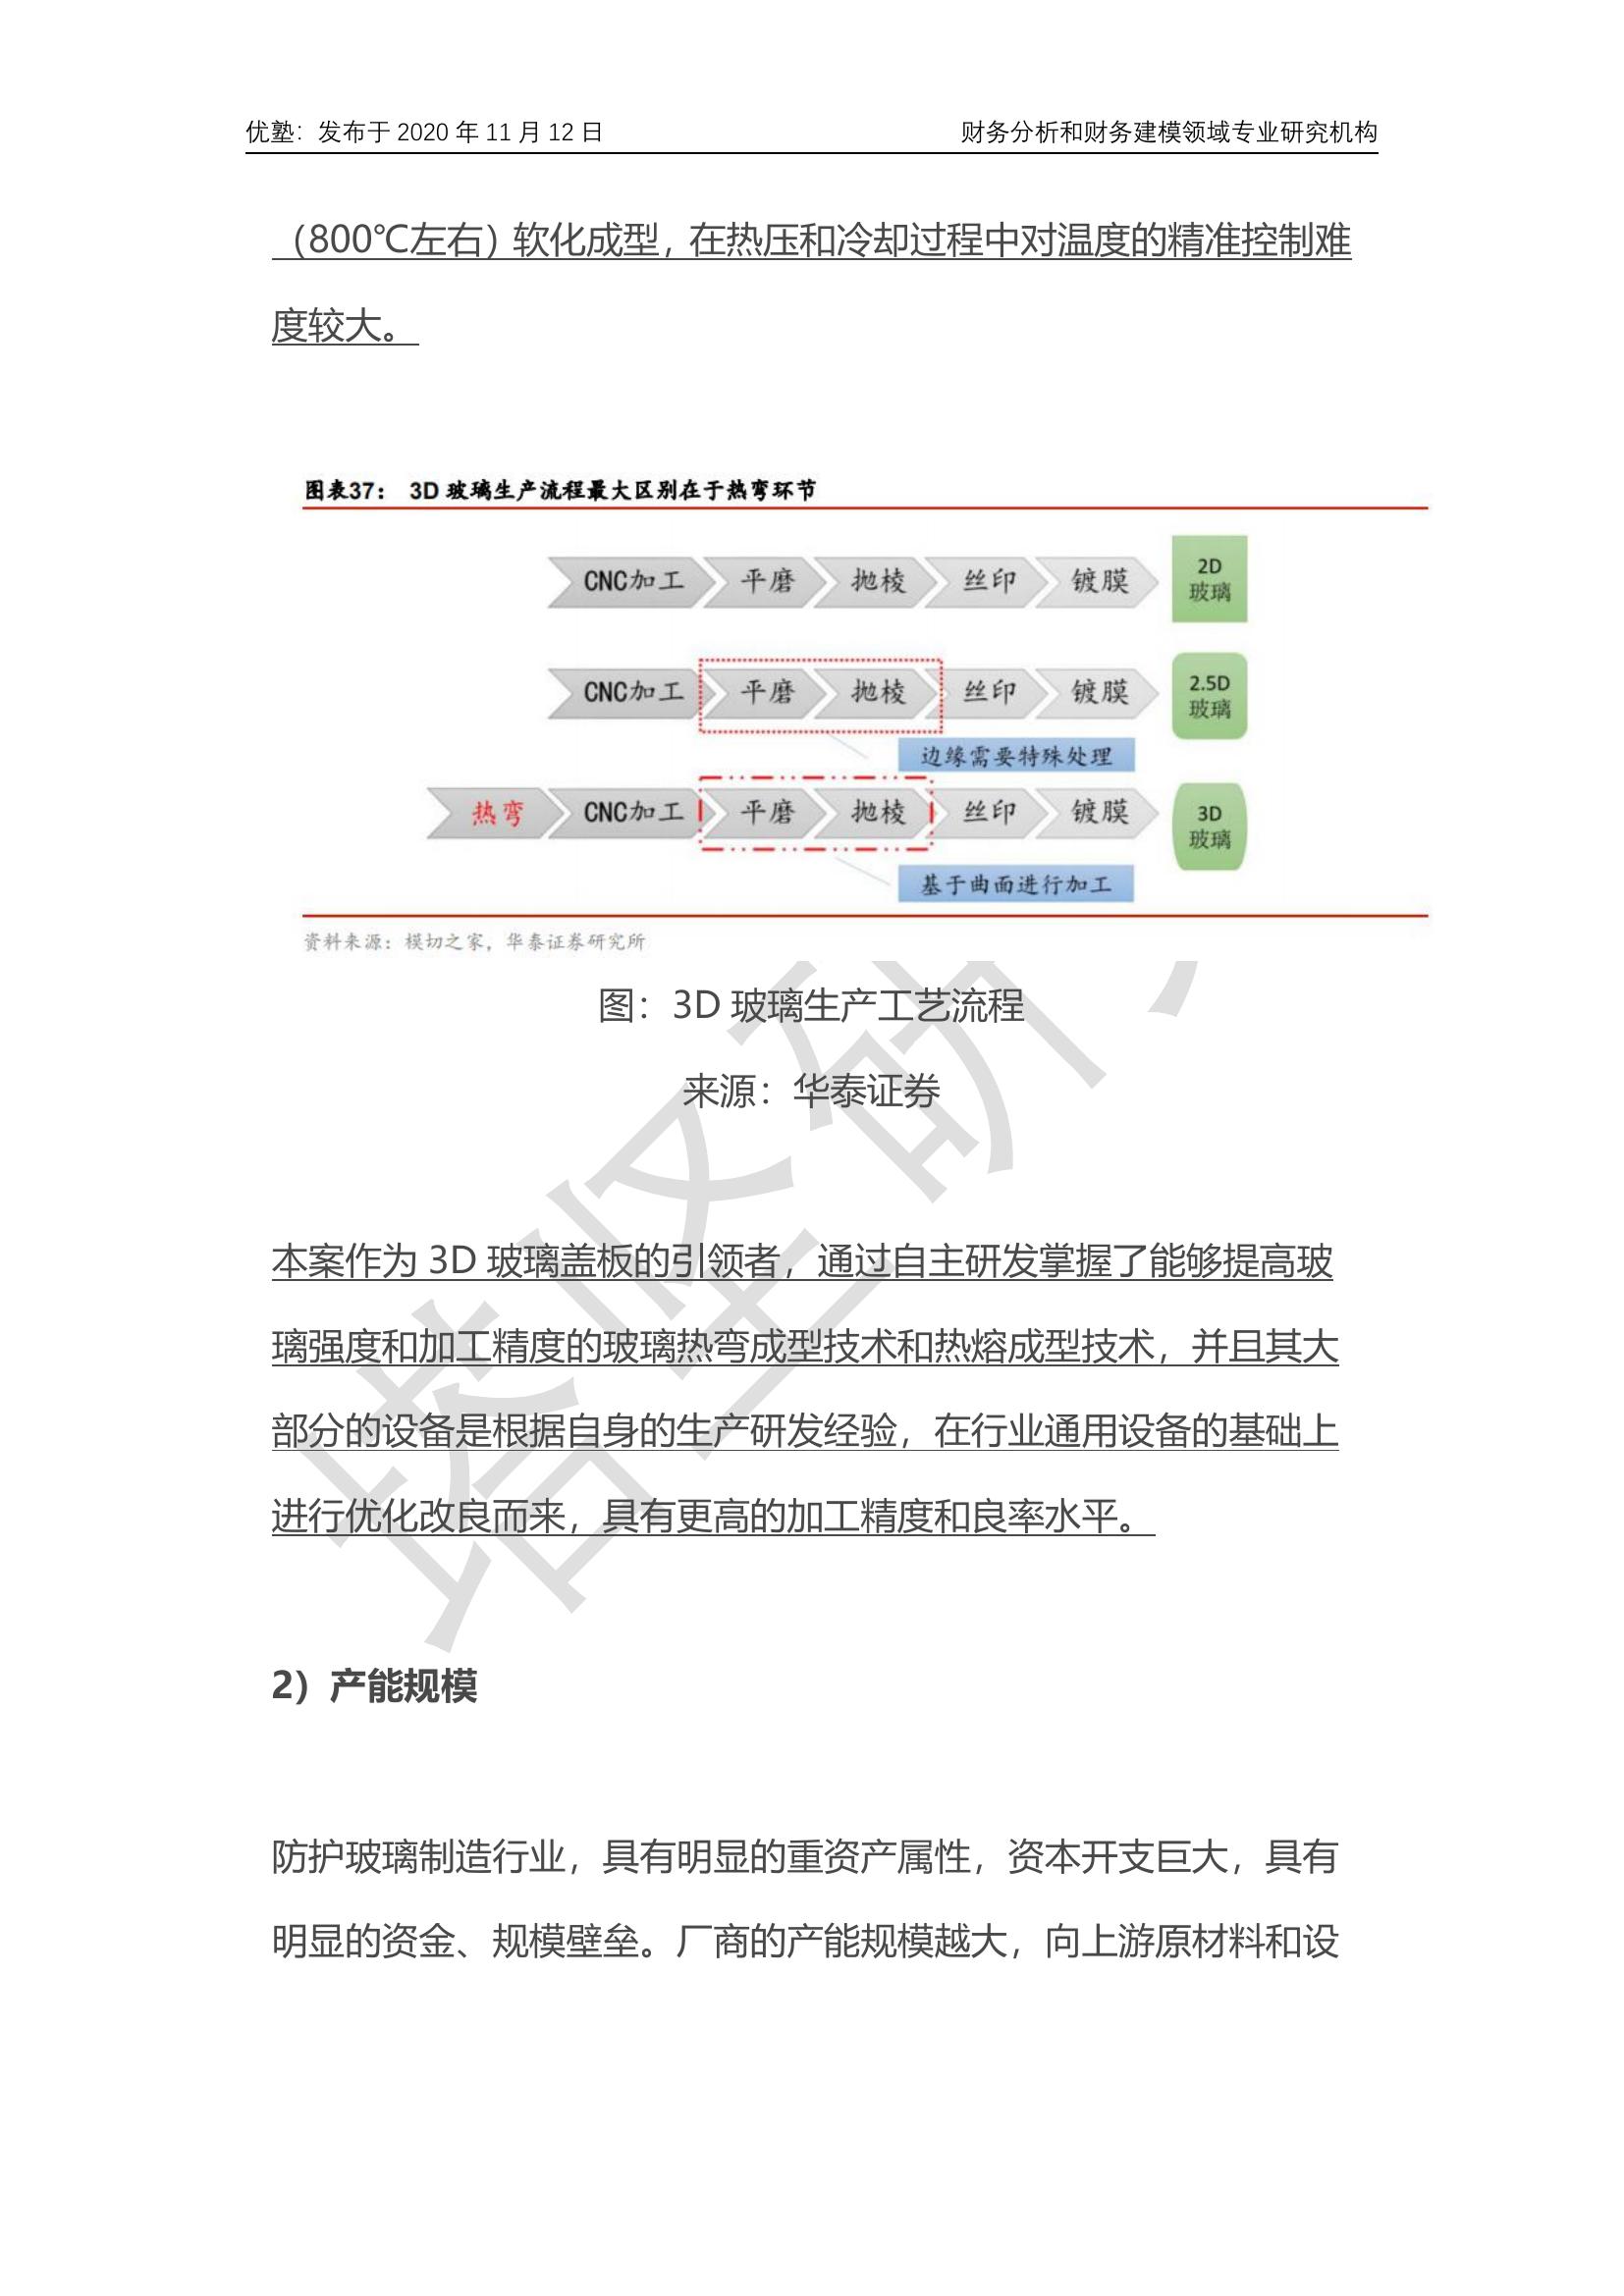 优塾：发布于 2020 年 11 月 12 日 财务分析和财务建模领域专业研究机构
（800℃左右）软化成型，在热压和冷却过程中对温度的精准控制难
度较大。
图表37： 3D 玻璃生产流程最大区别在于热弯环节
CNC加工 平磨 抛棱 丝印 镀膜 2D
玻璃
CNC加工 平磨 抛棱 丝印 镀膜 2.5D
玻璃
边缘需要特殊处理
热弯 CNC加工 平磨 抛棱 丝印 镀膜 3D
玻璃
基于曲面进行加工
资料来源：模切之家，华泰证券研究所
图：3D 玻璃生产工艺流程
来源：华泰证券
本案作为 3D 玻璃盖板的引领者，通过自主研发掌握了能够提高玻
璃强度和加工精度的玻璃热弯成型技术和热熔成型技术，并且其大
部分的设备是根据自身的生产研发经验，在行业通用设备的基础上
进行优化改良而来，具有更高的加工精度和良率水平。
2）产能规模
防护玻璃制造行业，具有明显的重资产属性，资本开支巨大，具有
明显的资金、规模壁垒。厂商的产能规模越大，向上游原材料和设